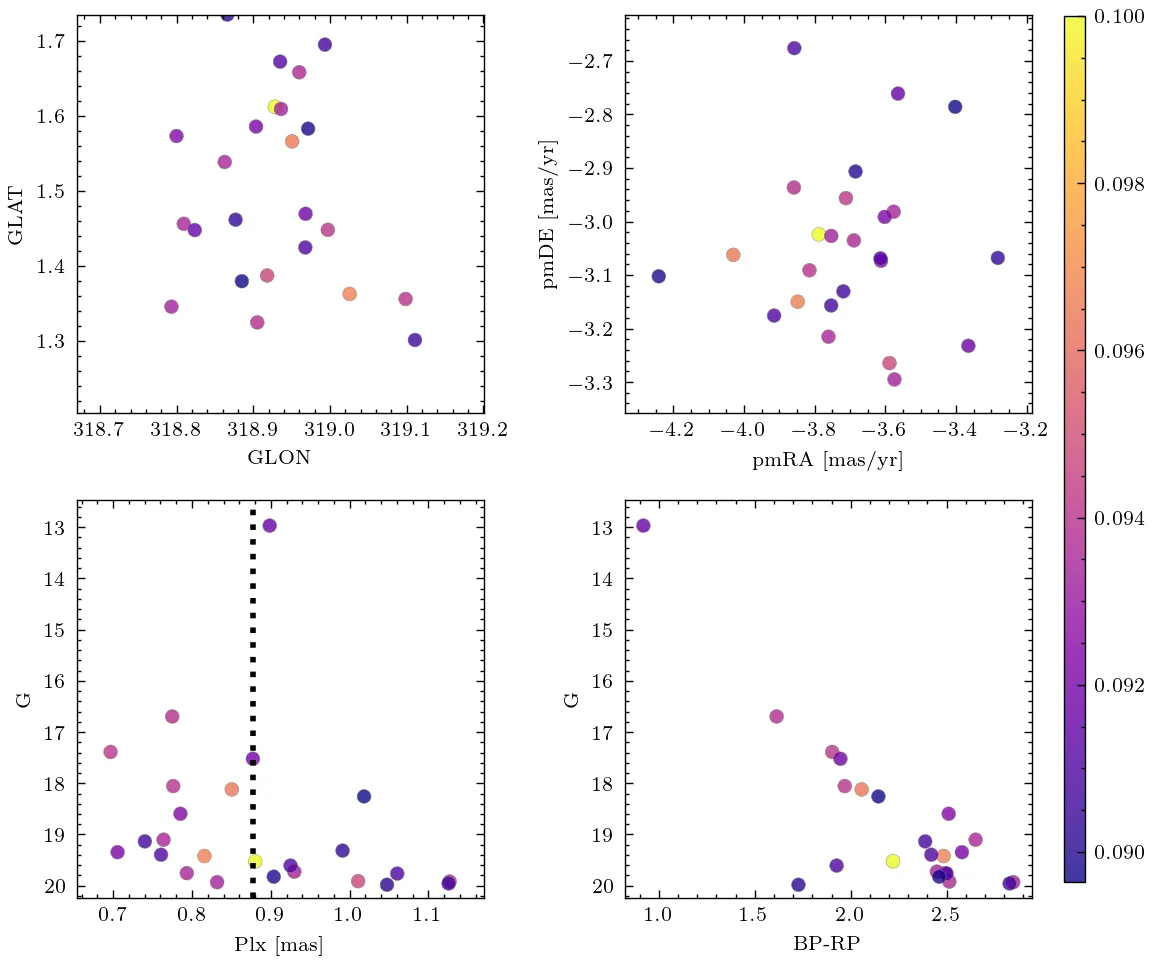 1.7
1.6
1.5
1.4
1.3
GLAT
318.7 318.8 318.9 319.0 319.1 319.2
GLON
−2.7
−2.8
−2.9
−3.0
−3.1
−3.2
−3.3
pmDE [mas/yr]
−4.2 −4.0 −3.8 −3.6 −3.4 −3.2
pmRA [mas/yr]
0.100
0.098
0.096
0.094
0.092
0.090
13
14
15
16
17
18
19
20
G
0.7 0.8 0.9 1.0 1.1
Plx [mas]
13
14
15
16
17
18
19
20
G
1.0 1.5 2.0 2.5
BP-RP